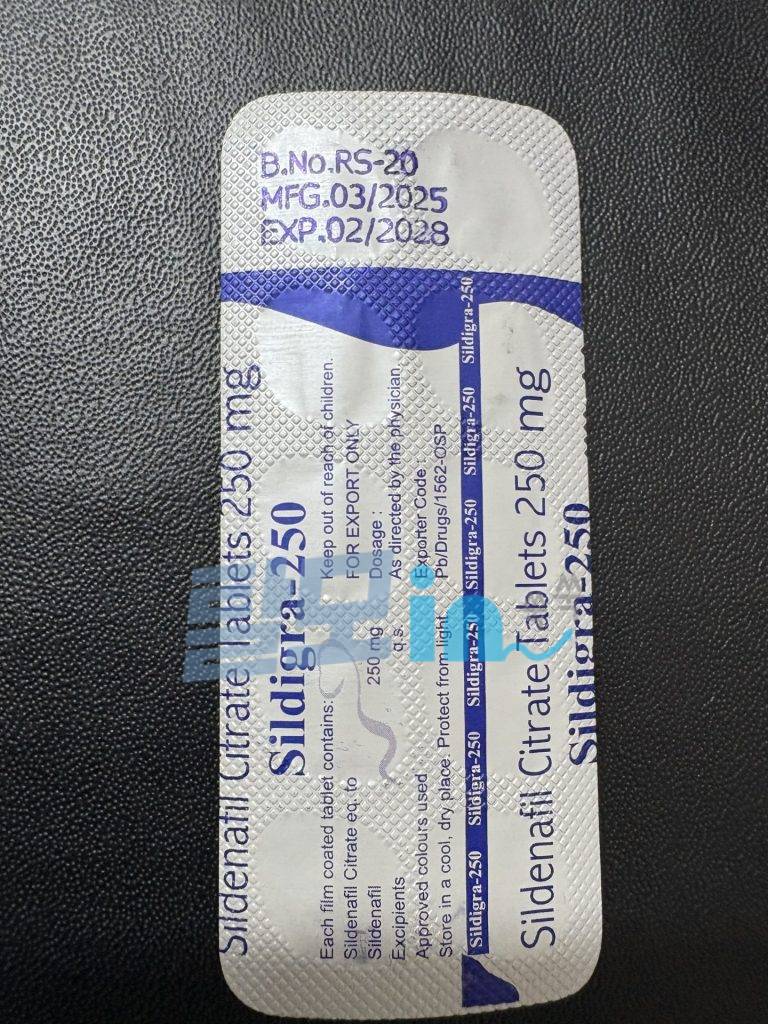 B.No.RS-20
MFG.03/2025
EXP.02/2028
Sildenafil Citrate Tablets 250 mg
Sildigra-250
Each film coated tablet contains:
Sildenafil Citrate eq. to
Sildenafil 250 mg
Excipients q.s.
Approved colours used
Store in a cool, dry place. Protect from light.
Keep out of reach of children.
FOR EXPORT ONLY
Dosage :
As directed by the physician.
Exporter Code
Pb/Drugs/1562-OSP
Sildigra-250 Sildigra-250 Sildigra-250 Sildigra-250 Sildigra-250 Sildigra-250
Sildenafil Citrate Tablets 250 mg
Sildigra-250